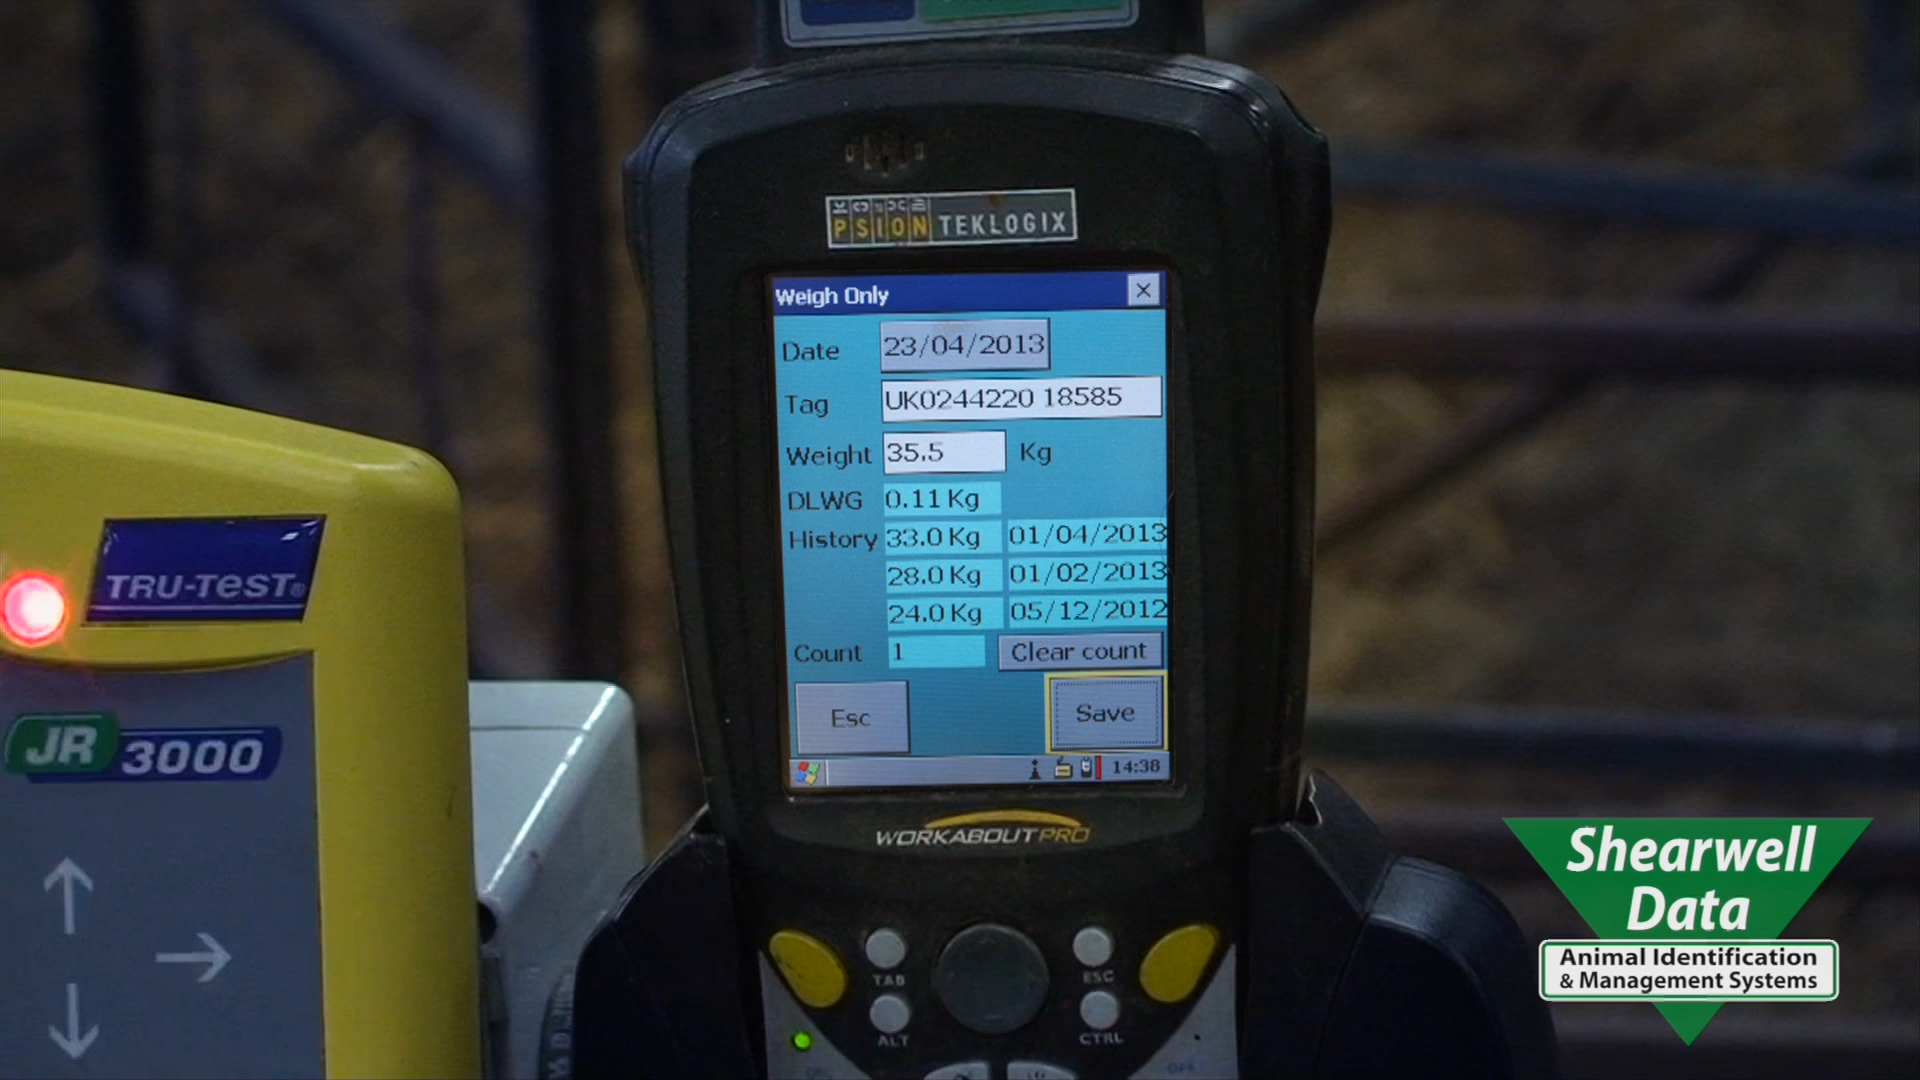 PSION TEKLOGIX
Weigh Only
Date 23/04/2013
Tag UK0244220 18585
Weight 35.5 Kg
DLWG 0.11 Kg
History 33.0 Kg 01/04/2013
28.0 Kg 01/02/2013
24.0 Kg 05/12/2012
Count 1 Clear count
Esc Save
14:38
WORKABOUT PRO
TAB ESC
ALT CTRL
OFF
TRU-TEST®
JR 3000
Shearwell
Data
Animal Identification
& Management Systems